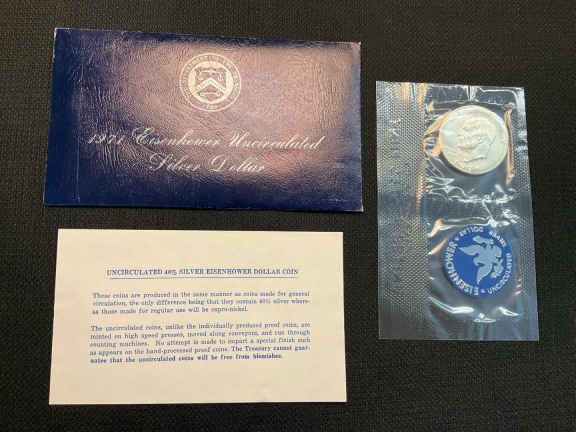 1971 Eisenhower Uncirculated
Silver Dollar
UNCIRCULATED 40% SILVER EISENHOWER DOLLAR COIN
These coins are produced in the same manner as coins made for general
circulation, the only difference being that they contain 40% silver where-
as those made for regular use will be cupro-nickel.
The uncirculated coins, unlike the individually produced proof coins, are
minted on high speed presses, moved along conveyors, and run through
counting machines. No attempt is made to impart a special finish such
as appears on the hand-processed proof coins. The Treasury cannot guar-
antee that the uncirculated coins will be free from blemishes.
EISENHOWER
UNCIRCULATED
SILVER
DOLLAR